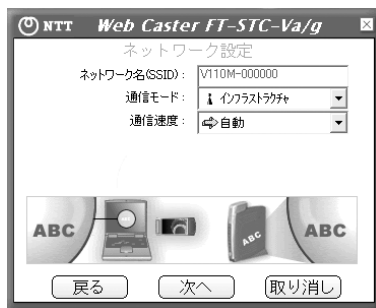 NTT Web Caster FT-STC-Va/g
ネットワーク設定
ネットワーク名(SSID): V110M-000000
通信モード: インフラストラクチャ
通信速度: 自動
ABC ABC ABC ABC
戻る 次へ 取り消し